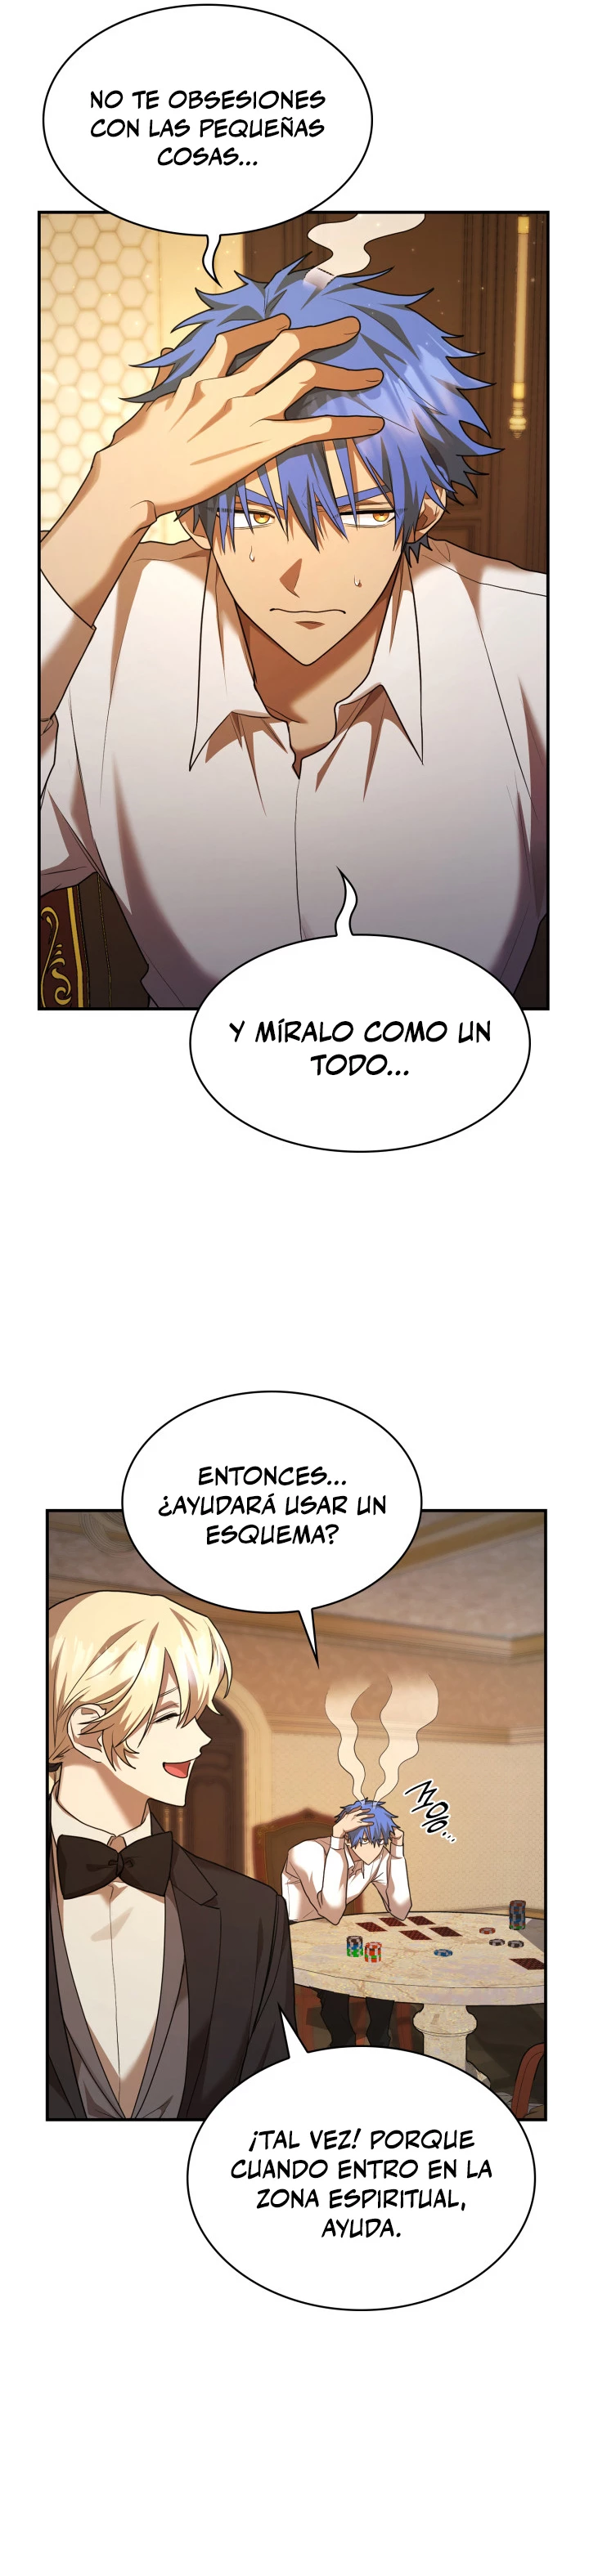 NO TE OBSESIONES
CON LAS PEQUEÑAS
COSAS...
Y MÍRALO COMO UN
TODO...
ENTONCES...
¿AYUDARÁ USAR UN
ESQUEMA?
¡TAL VEZ! PORQUE
CUANDO ENTRO EN LA
ZONA ESPIRITUAL,
AYUDA.